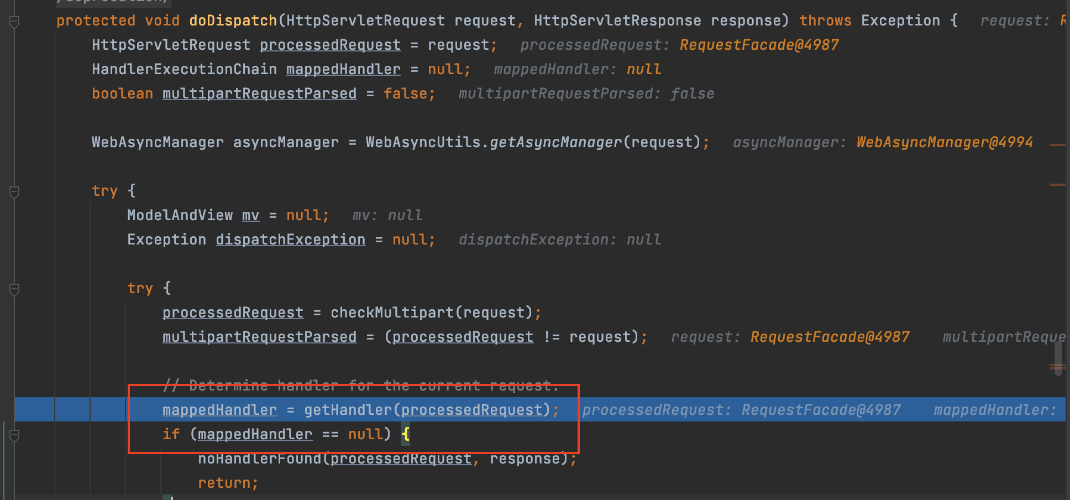 protected void doDispatch(HttpServletRequest request, HttpServletResponse response) throws Exception {  request:
HttpServletRequest processedRequest = request;  processedRequest: RequestFacade@4987
HandlerExecutionChain mappedHandler = null;  mappedHandler: null
boolean multipartRequestParsed = false;  multipartRequestParsed: false
WebAsyncManager asyncManager = WebAsyncUtils.getAsyncManager(request);  asyncManager: WebAsyncManager@4994
try {
ModelAndView mv = null;  mv: null
Exception dispatchException = null;  dispatchException: null
try {
processedRequest = checkMultipart(request);
multipartRequestParsed = (processedRequest != request);  request: RequestFacade@4987  multipartReque
// Determine handler for the current request.
mappedHandler = getHandler(processedRequest);  processedRequest: RequestFacade@4987  mappedHandler:
if (mappedHandler == null) {
noHandlerFound(processedRequest, response);
return;